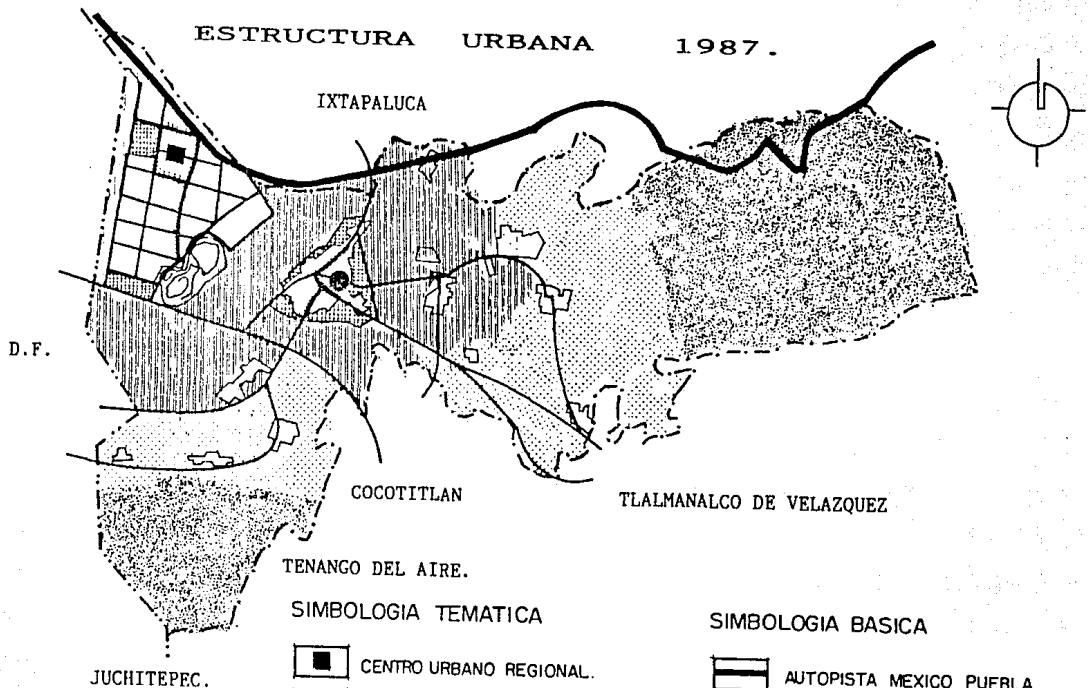 ESTRUCTURA URBANA 1987.
IXTAPALUCA
D.F.
COCOTITLAN
TLALMANALCO DE VELAZQUEZ
TENANGO DEL AIRE.
JUCHITEPEC.
SIMBOLOGIA TEMATICA
CENTRO URBANO REGIONAL.
SIMBOLOGIA BASICA
AUTOPISTA MEXICO PUEBLA